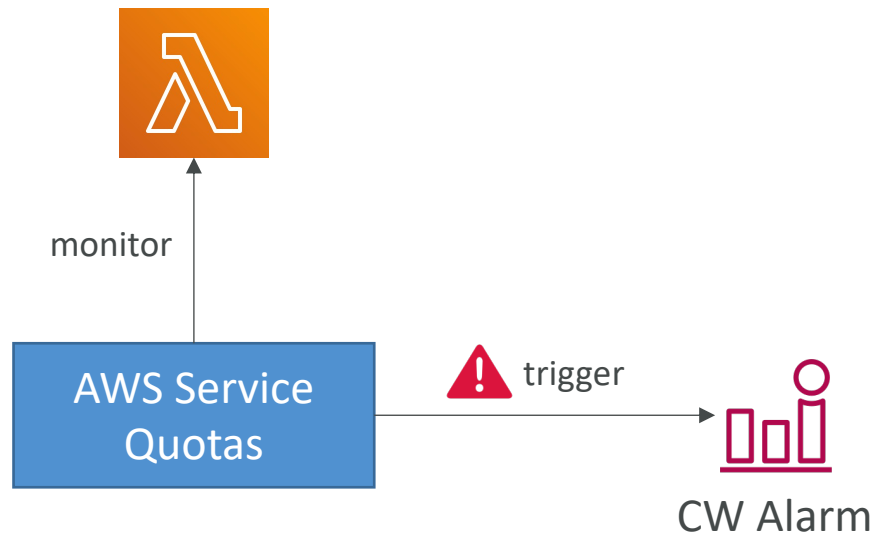 monitor
AWS Service
Quotas
trigger
CW Alarm